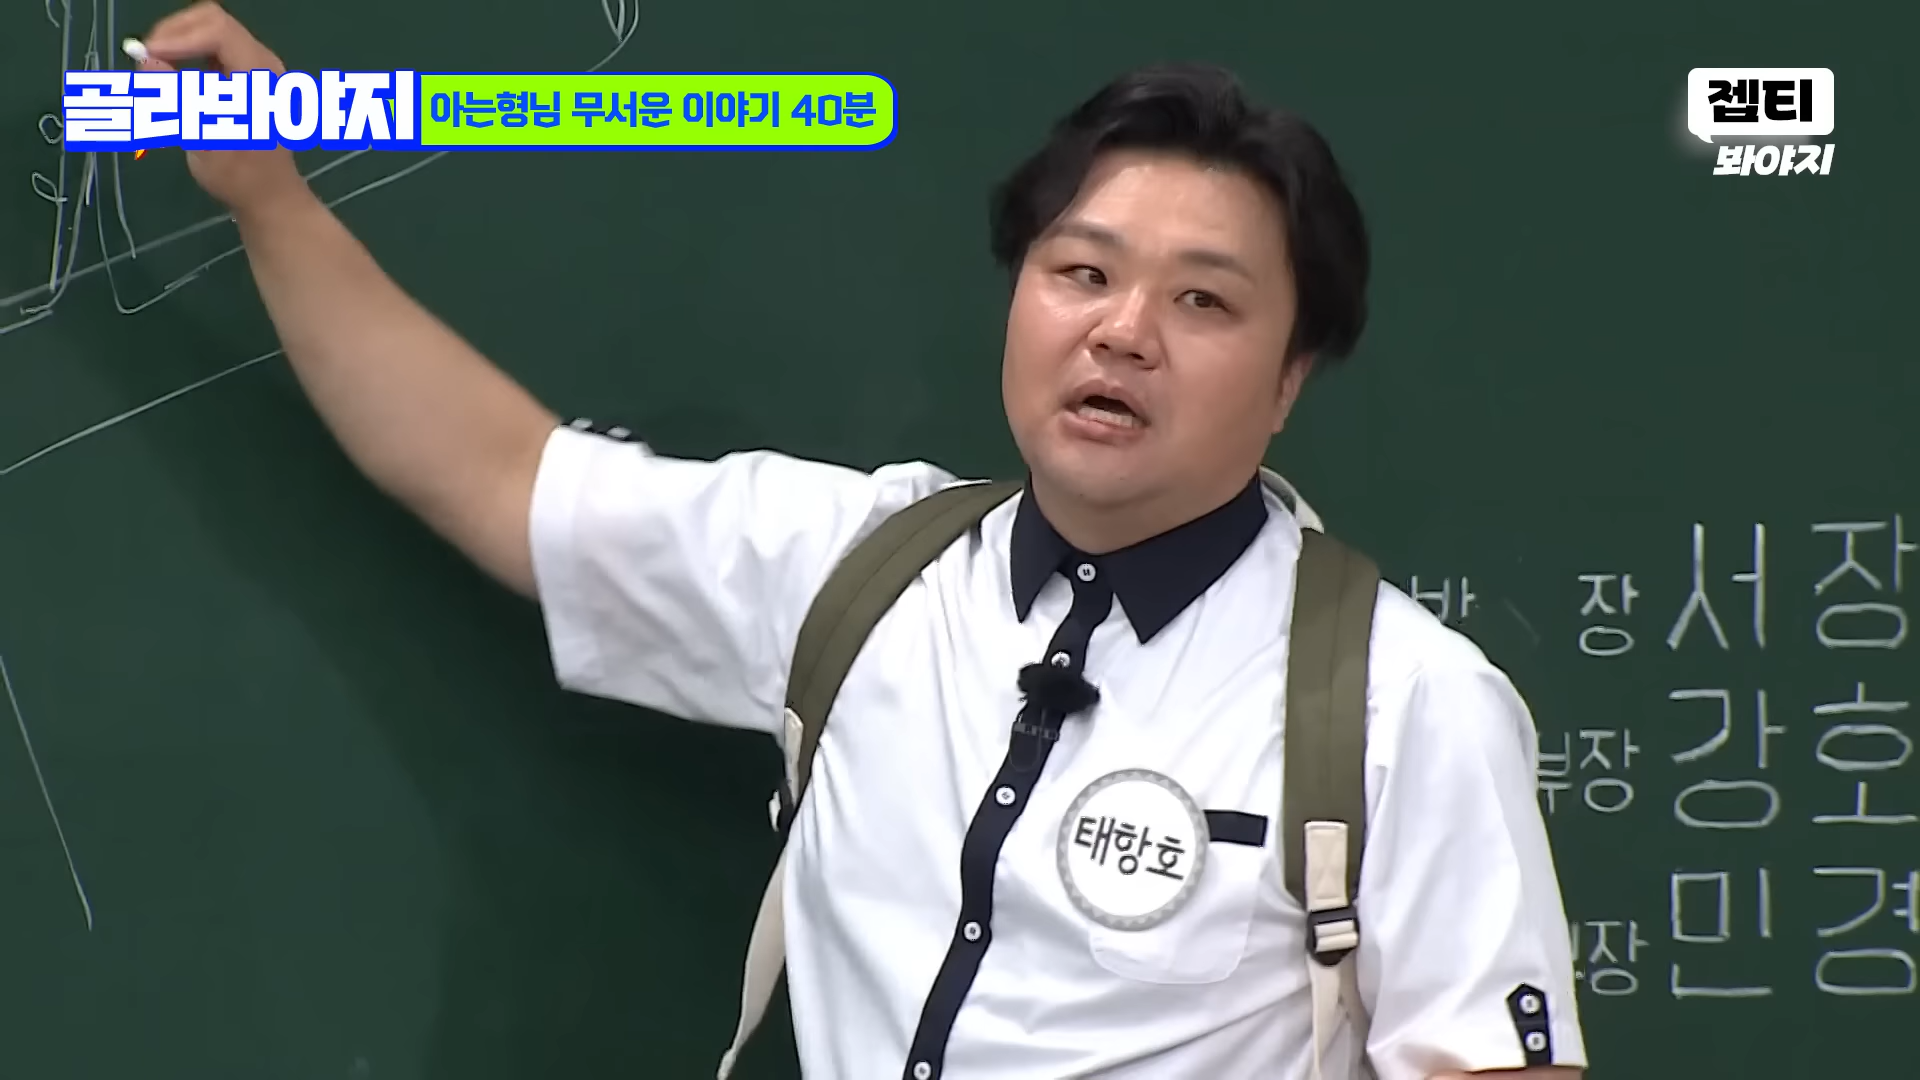 골라봐야지 아는형님 무서운 이야기 40분
젭티
봐야지
반 장 서장
부장 강호
장 민경
태항호